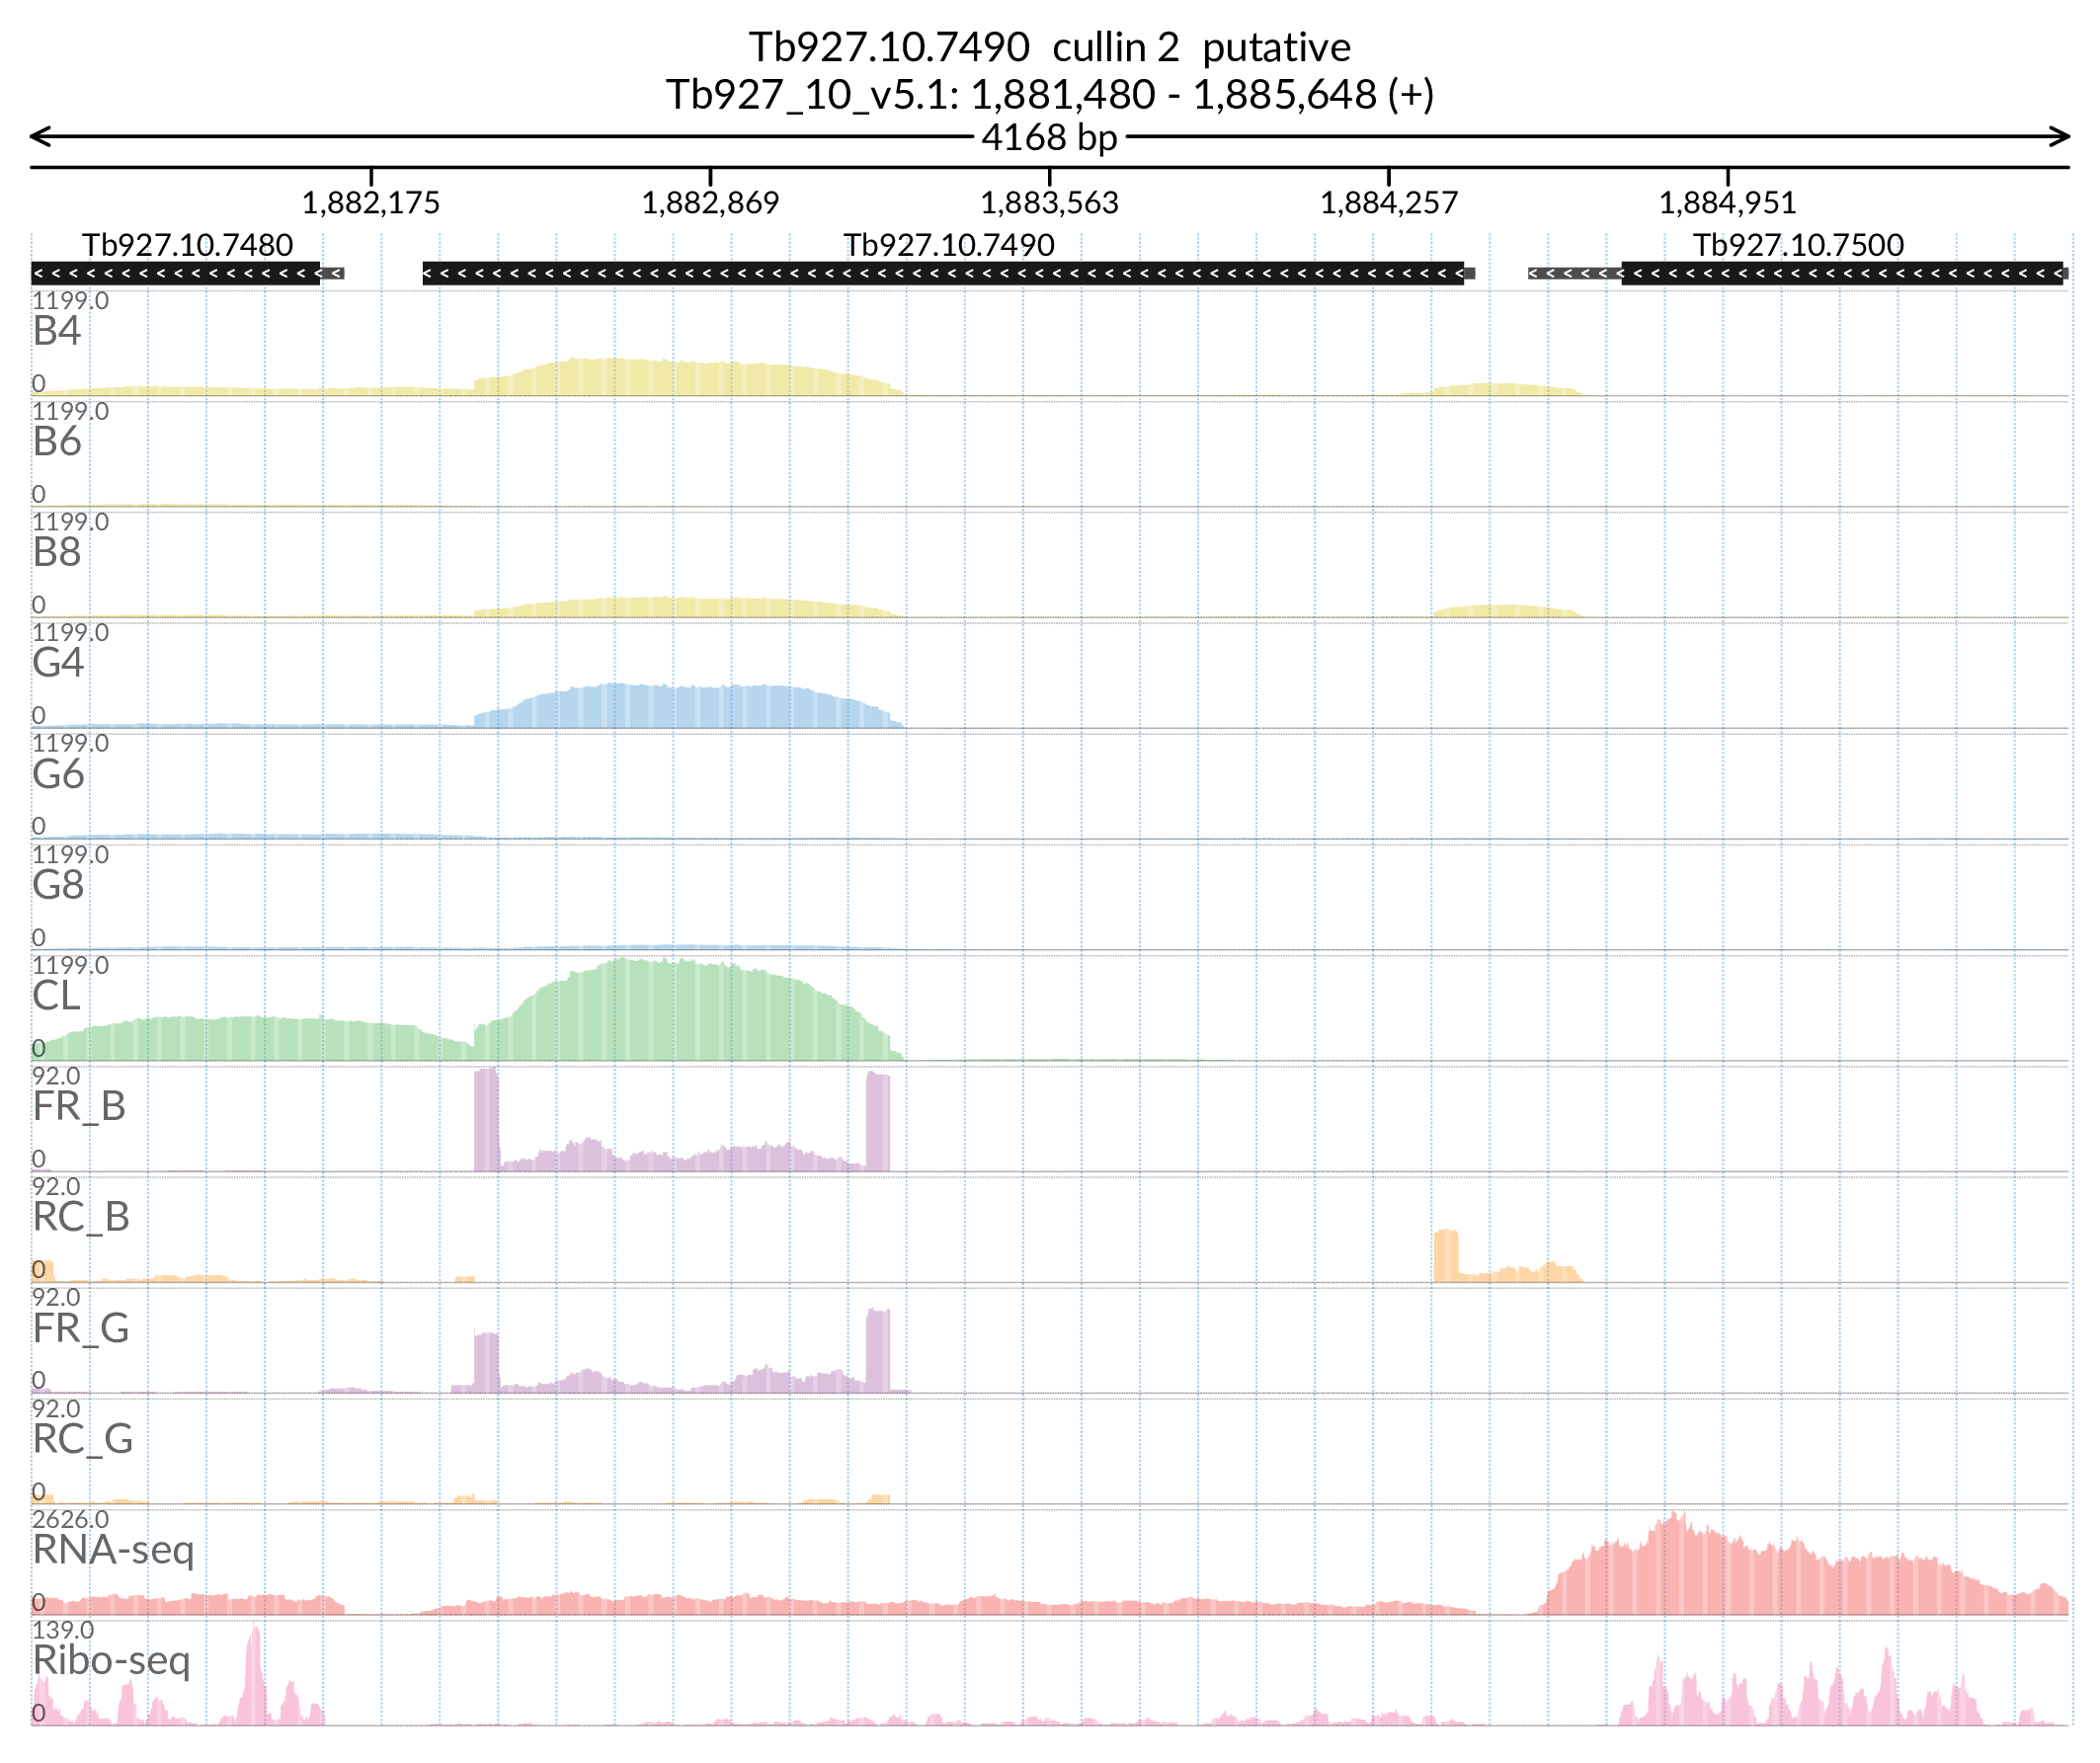 Tb927.10.7490 cullin 2 putative
Tb927_10_v5.1: 1,881,480 - 1,885,648 (+)
4168 bp
1,882,175 1,882,869 1,883,563 1,884,257 1,884,951
Tb927.10.7480 Tb927.10.7490 Tb927.10.7500
1199.0
B4
0
1199.0
B6
0
1199.0
B8
0
1199.0
G4
0
1199.0
G6
0
1199.0
G8
0
1199.0
CL
0
92.0
FR_B
0
92.0
RC_B
0
92.0
FR_G
0
92.0
RC_G
0
2626.0
RNA-seq
0
139.0
Ribo-seq
0